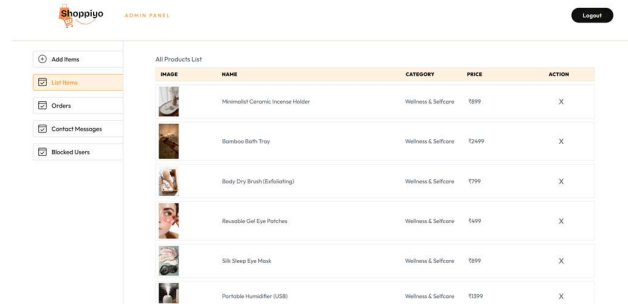 Shoppiyo
ADMIN PANEL
Logout
Add Items
List Items
Orders
Contact Messages
Blocked Users
All Products List
IMAGE NAME CATEGORY PRICE ACTION
Minimalist Ceramic Incense Holder Wellness & Selfcare ₹899 X
Bamboo Bath Tray Wellness & Selfcare ₹2499 X
Body Dry Brush (Exfoliating) Wellness & Selfcare ₹799 X
Reusable Gel Eye Patches Wellness & Selfcare ₹499 X
Silk Sleep Eye Mask Wellness & Selfcare ₹899 X
Portable Humidifier (USB) Wellness & Selfcare ₹1399 X